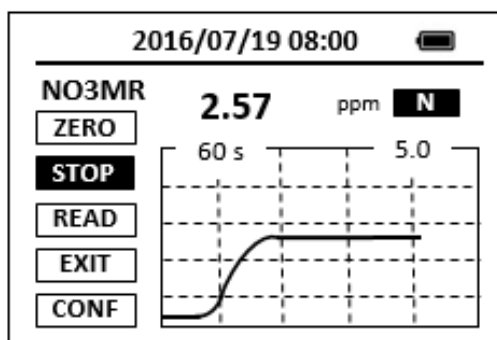 2016/07/19 08:00
NO3MR
2.57 ppm N
ZERO
60 s 5.0
STOP
READ
EXIT
CONF